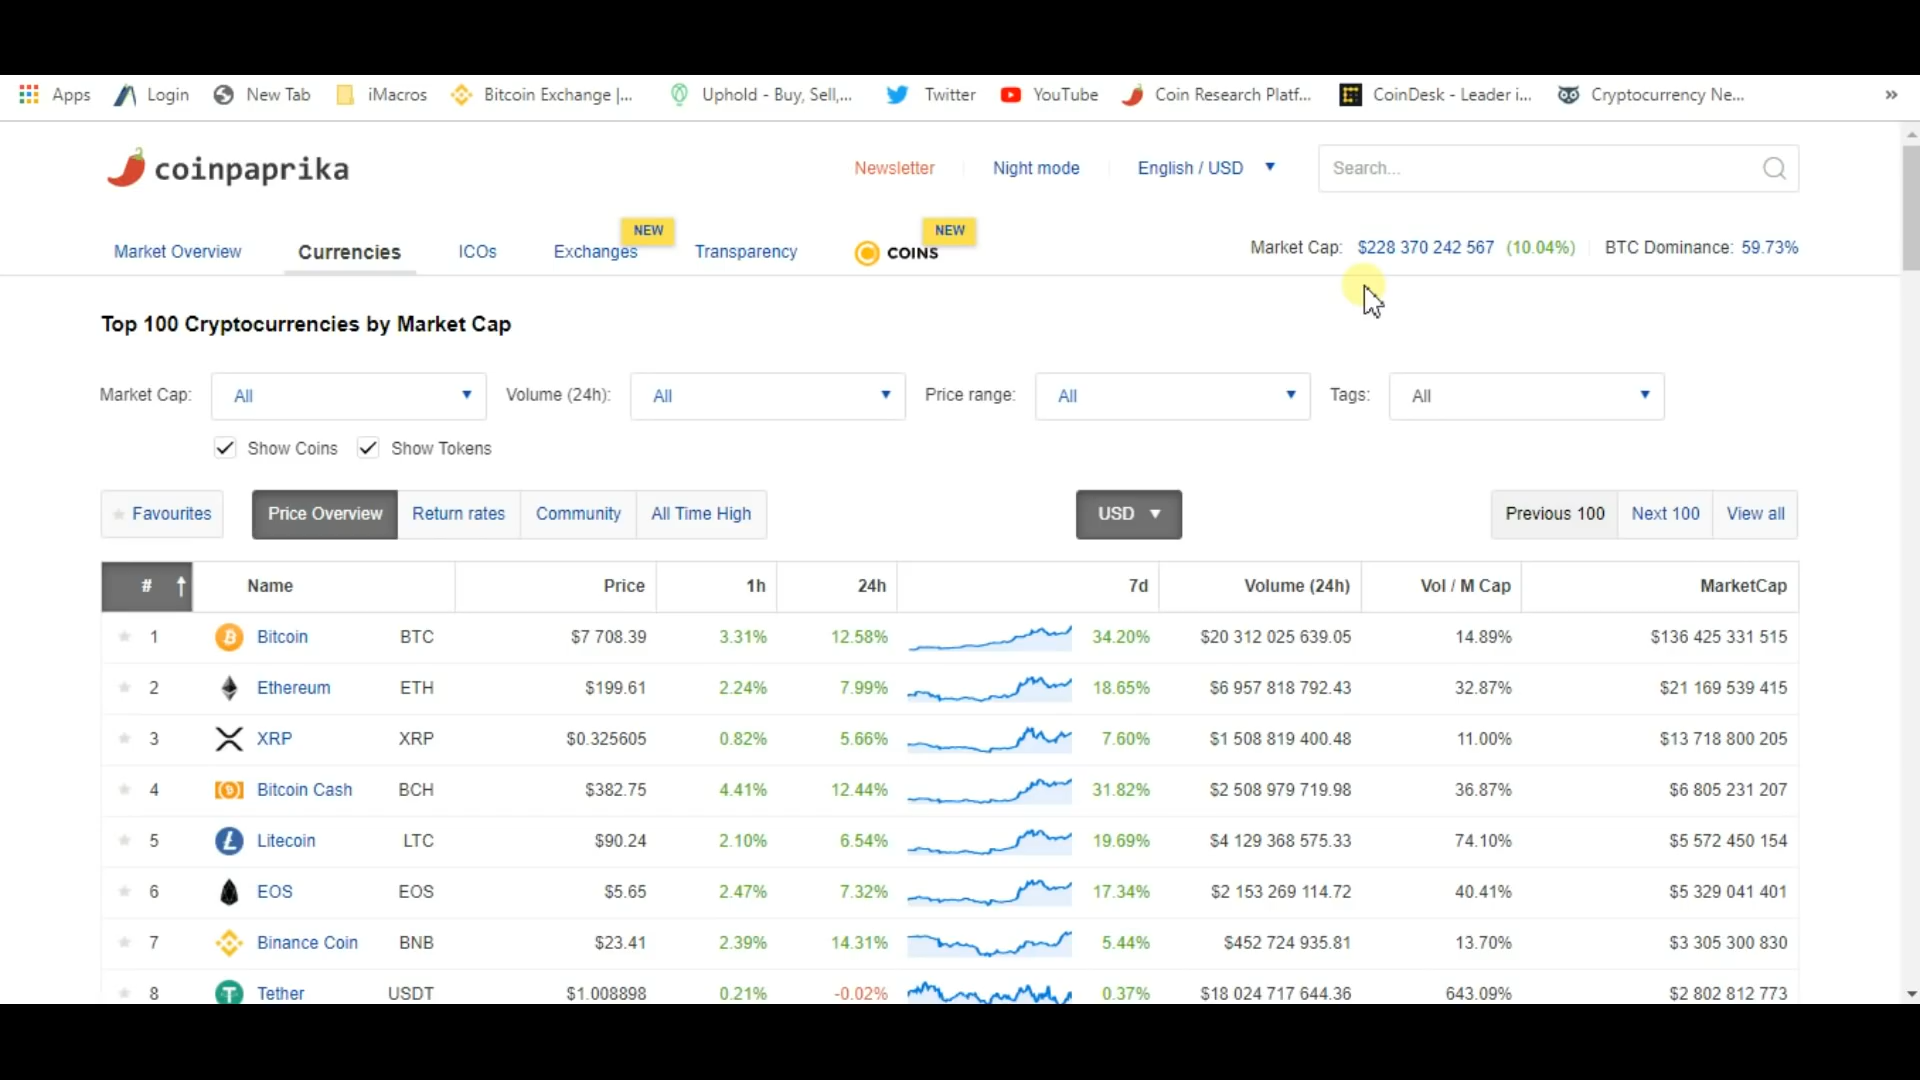 Apps Login New Tab iMacros Bitcoin Exchange |... Uphold - Buy, Sell,... Twitter YouTube Coin Research Platf... CoinDesk - Leader i... Cryptocurrency Ne... »
coinpaprika Newsletter Night mode English / USD Search...
NEW NEW
Market Overview Currencies ICOs Exchanges Transparency COINS Market Cap: $228 370 242 567 (10.04%) BTC Dominance: 59.73%
Top 100 Cryptocurrencies by Market Cap
Market Cap: All Volume (24h): All Price range: All Tags: All
Show Coins Show Tokens
Favourites Price Overview Return rates Community All Time High USD Previous 100 Next 100 View all
# Name Price 1h 24h 7d Volume (24h) Vol / M Cap MarketCap
1 Bitcoin BTC $7 708.39 3.31% 12.58% 34.20% $20 312 025 639.05 14.89% $136 425 331 515
2 Ethereum ETH $199.61 2.24% 7.99% 18.65% $6 957 818 792.43 32.87% $21 169 539 415
3 XRP XRP $0.325605 0.82% 5.66% 7.60% $1 508 819 400.48 11.00% $13 718 800 205
4 Bitcoin Cash BCH $382.75 4.41% 12.44% 31.82% $2 508 979 719.98 36.87% $6 805 231 207
5 Litecoin LTC $90.24 2.10% 6.54% 19.69% $4 129 368 575.33 74.10% $5 572 450 154
6 EOS EOS $5.65 2.47% 7.32% 17.34% $2 153 269 114.72 40.41% $5 329 041 401
7 Binance Coin BNB $23.41 2.39% 14.31% 5.44% $452 724 935.81 13.70% $3 305 300 830
8 Tether USDT $1.008898 0.21% -0.02% 0.37% $18 024 717 644.36 643.09% $2 802 812 773